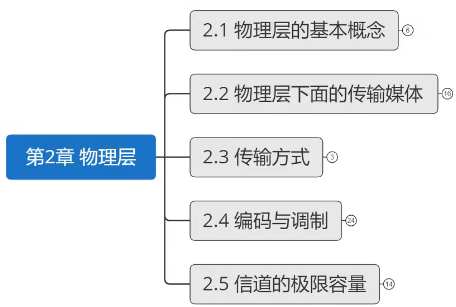 2.1 物理层的基本概念
6
2.2 物理层下面的传输媒体
16
第2章 物理层
2.3 传输方式
3
2.4 编码与调制
24
2.5 信道的极限容量
14